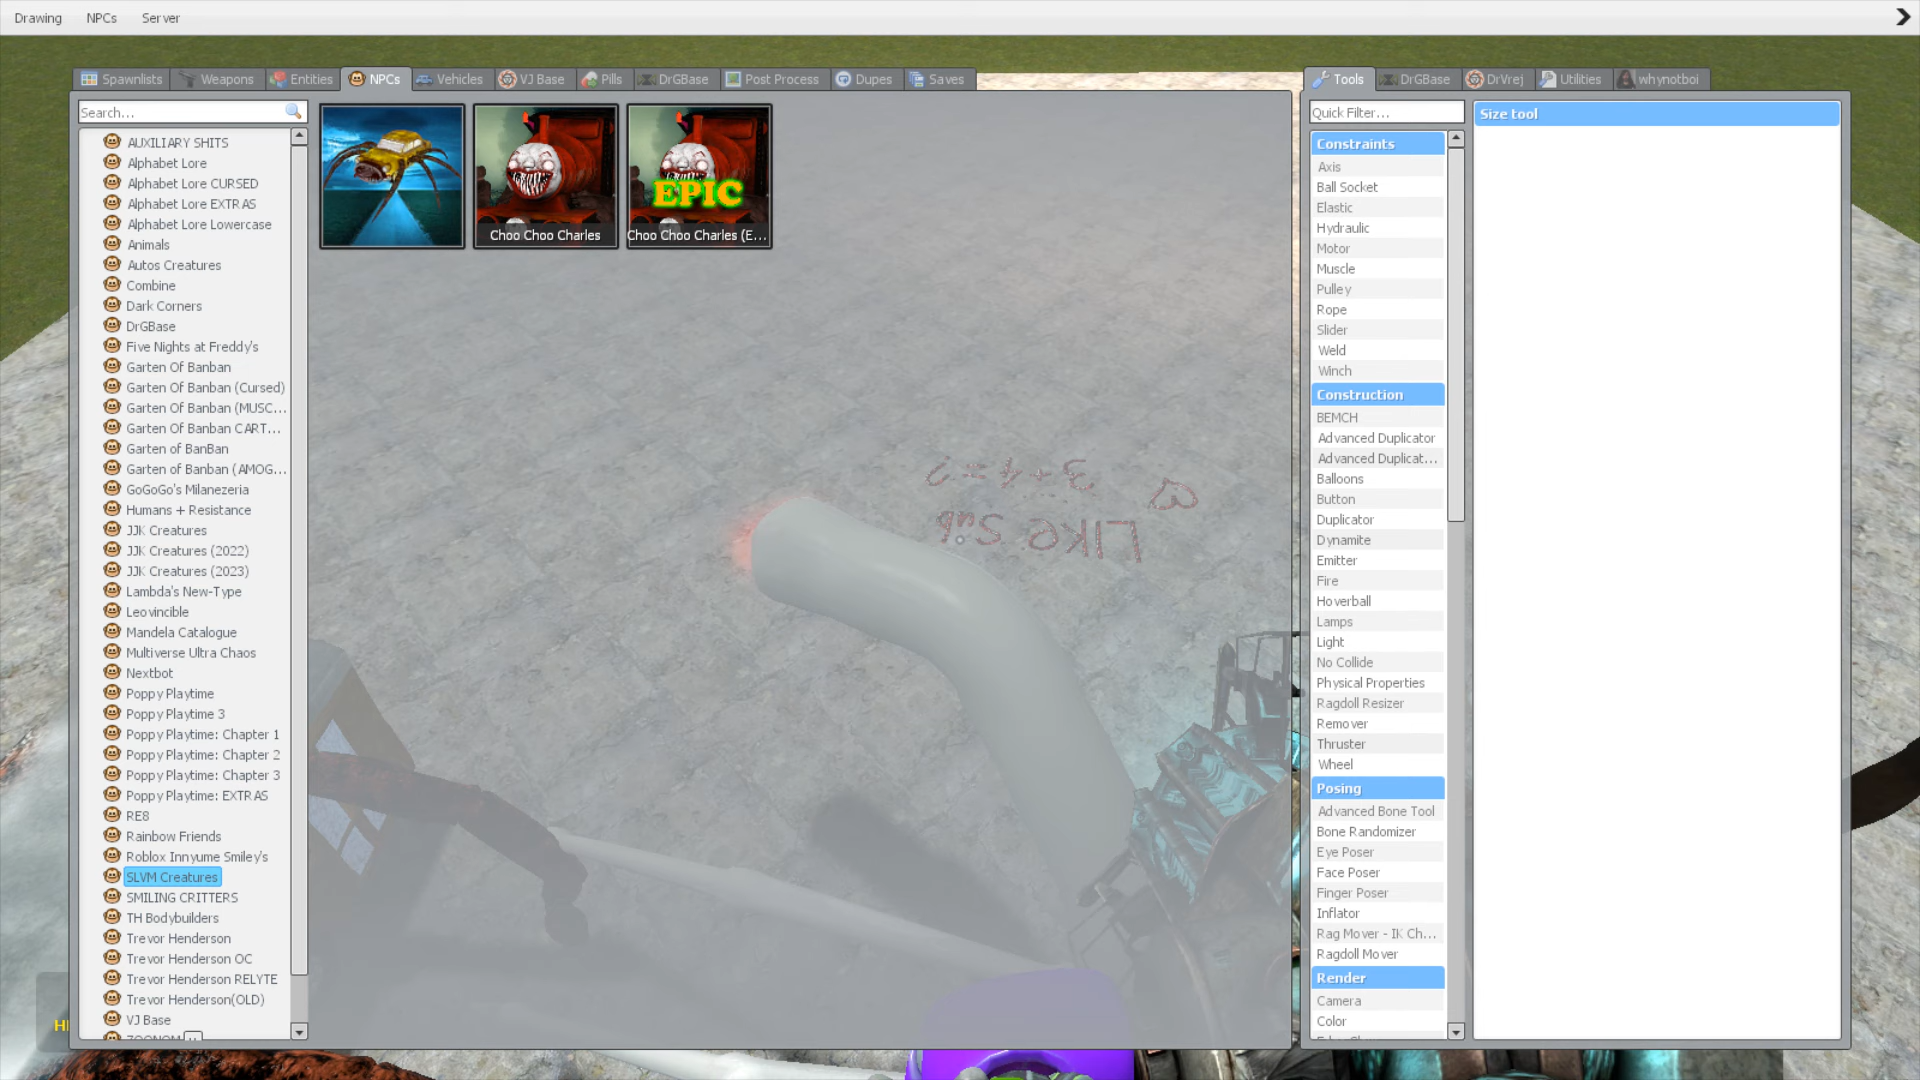 Drawing NPCs Server
Spawnlists Weapons Entities NPCs Vehicles VJ Base Pills DrGBase Post Process Dupes Saves
Search...
AUXILIARY SHITS
Alphabet Lore
Alphabet Lore CURSED
Alphabet Lore EXTRAS
Alphabet Lore Lowercase
Animals
Autos Creatures
Combine
Dark Corners
DrGBase
Five Nights at Freddy's
Garten Of Banban
Garten Of Banban (Cursed)
Garten Of Banban (MUSC...
Garten Of Banban CART...
Garten of BanBan
Garten of Banban (AMOG...
GoGoGo's Milanezeria
Humans + Resistance
JJK Creatures
JJK Creatures (2022)
JJK Creatures (2023)
Lambda's New-Type
Leovincible
Mandela Catalogue
Multiverse Ultra Chaos
Nextbot
Poppy Playtime
Poppy Playtime 3
Poppy Playtime: Chapter 1
Poppy Playtime: Chapter 2
Poppy Playtime: Chapter 3
Poppy Playtime: EXTRAS
RE8
Rainbow Friends
Roblox Innyume Smiley's
SLVM Creatures
SMILING CRITTERS
TH Bodybuilders
Trevor Henderson
Trevor Henderson OC
Trevor Henderson RELYTE
Trevor Henderson(OLD)
VJ Base
Choo Choo Charles
EPIC
Choo Choo Charles (E...
Like Sub
3+4=?
Tools DrGBase DrVrej Utilities whynotboi
Quick Filter...
Constraints
Axis
Ball Socket
Elastic
Hydraulic
Motor
Muscle
Pulley
Rope
Slider
Weld
Winch
Construction
BEMCH
Advanced Duplicator
Advanced Duplicat...
Balloons
Button
Duplicator
Dynamite
Emitter
Fire
Hoverball
Lamps
Light
No Collide
Physical Properties
Ragdoll Resizer
Remover
Thruster
Wheel
Posing
Advanced Bone Tool
Bone Randomizer
Eye Poser
Face Poser
Finger Poser
Inflator
Rag Mover - IK Ch...
Ragdoll Mover
Render
Camera
Color
Size tool